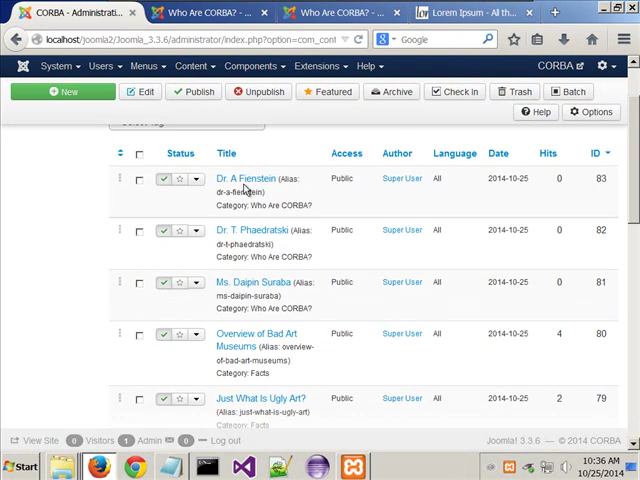 CORBA - Administrati...
Who Are CORBA? - ...
Who Are CORBA? - ...
Lorem Ipsum - All th...
localhost/joomla2/Joomla_3.3.6/administrator/index.php?option=com_cont
Google
System Users Menus Content Components Extensions Help CORBA
New Edit Publish Unpublish Featured Archive Check In Trash Batch
Help Options
Status Title Access Author Language Date Hits ID
Dr. A Fienstein (Alias: Public Super User All 2014-10-25 0 83
dr-a-fienstein)
Category: Who Are CORBA?
Dr. T. Phaedratski (Alias: Public Super User All 2014-10-25 0 82
dr-t-phaedratski)
Category: Who Are CORBA?
Ms. Daipin Suraba (Alias: Public Super User All 2014-10-25 0 81
ms-daipin-suraba)
Category: Who Are CORBA?
Overview of Bad Art Public Super User All 2014-10-25 4 80
Museums (Alias: overview-
of-bad-art-museums)
Category: Facts
Just What Is Ugly Art? Public Super User All 2014-10-25 2 79
(Alias: just-what-is-ugly-art)
Category: Facts
View Site 0 Visitors 1 Admin 0 Log out Joomla! 3.3.6 — © 2014 CORBA
Start 10:36 AM
10/25/2014